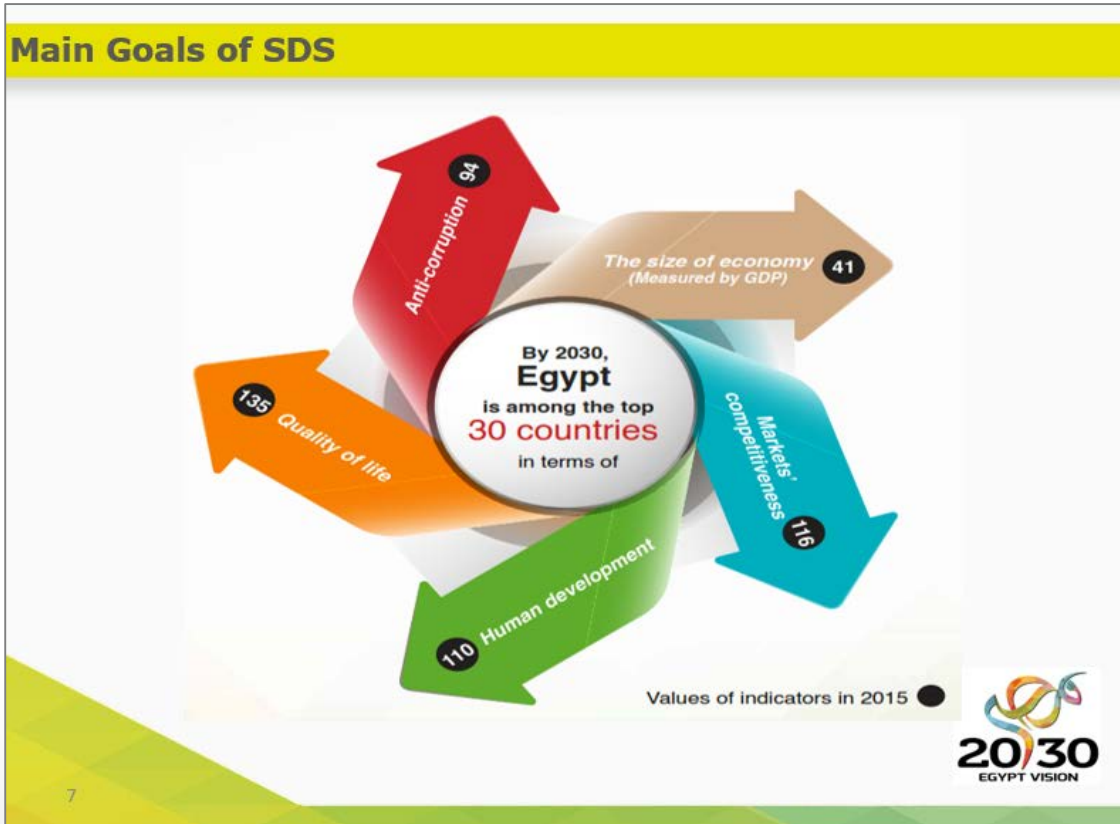 Main Goals of SDS
94
Anti-corruption
The size of economy
(Measured by GDP)
41
By 2030,
Egypt
is among the top
30 countries
in terms of
135
Quality of life
Markets'
competitiveness
116
Human development
110
Values of indicators in 2015
2030
EGYPT VISION
7